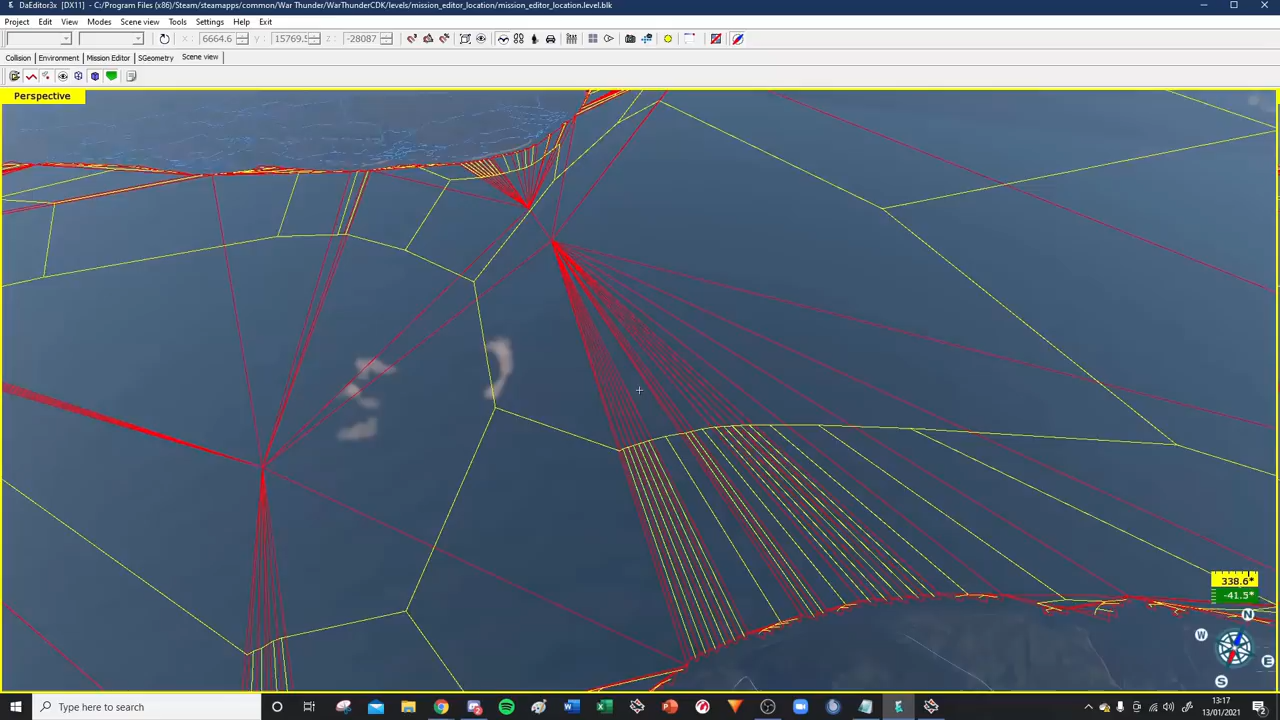 DaEditor3x [DX11] - C:/Program Files (x86)/Steam/steamapps/common/War Thunder/WarThunderCDK/levels/mission_editor_location/mission_editor_location.level.blk
Project Edit View Modes Scene view Tools Settings Help Exit
X: 6664.6 Y: 15769.5 Z: -28087
Collision Environment Mission Editor SGeometry Scene view
Perspective
338.6*
-41.5*
N
W
E
S
Type here to search
13:17
13/01/2021
2